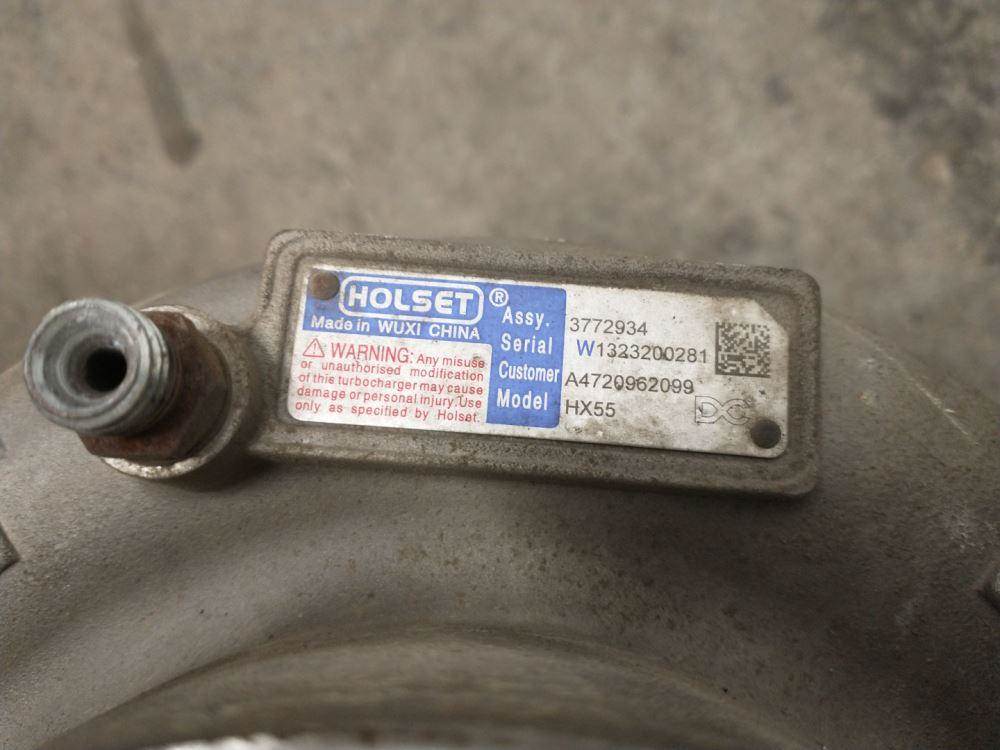 HOLSET ®
Made in WUXI CHINA
⚠ WARNING: Any misuse
or unauthorised modification
of this turbocharger may cause
damage or personal injury. Use
only as specified by Holset.
Assy. 3772934
Serial W1323200281
Customer A4720962099
Model HX55
DC